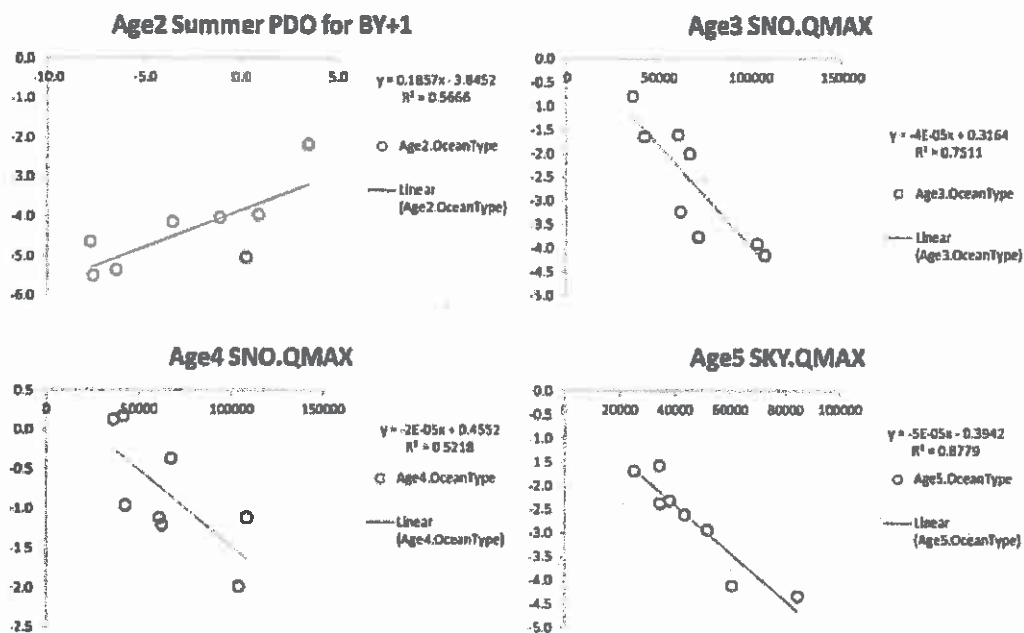 Age2 Summer PDO for BY+1
0.0
-10.0 -5.0 0.0 5.0
-1.0
-2.0
-3.0
-4.0
-5.0
-6.0
y = 0.1857x - 3.8452
R² = 0.5666
Age2.OceanType
Linear
(Age2.OceanType)
Age3 SNO.QMAX
0.0
0 50000 100000 150000
-0.5
-1.0
-1.5
-2.0
-2.5
-3.0
-3.5
-4.0
-4.5
-5.0
y = -4E-05x + 0.3164
R² = 0.7511
Age3.OceanType
Linear
(Age3.OceanType)
Age4 SNO.QMAX
0.5
0 50000 100000 150000
0.0
-0.5
-1.0
-1.5
-2.0
-2.5
y = -2E-05x + 0.4552
R² = 0.5218
Age4.OceanType
Linear
(Age4.OceanType)
Age5 SKY.QMAX
0.0
20000 40000 60000 80000 100000
-0.5
-1.0
-1.5
-2.0
-2.5
-3.0
-3.5
-4.0
-4.5
-5.0
y = -5E-05x - 0.3942
R² = 0.8779
Age5.OceanType
Linear
(Age5.OceanType)